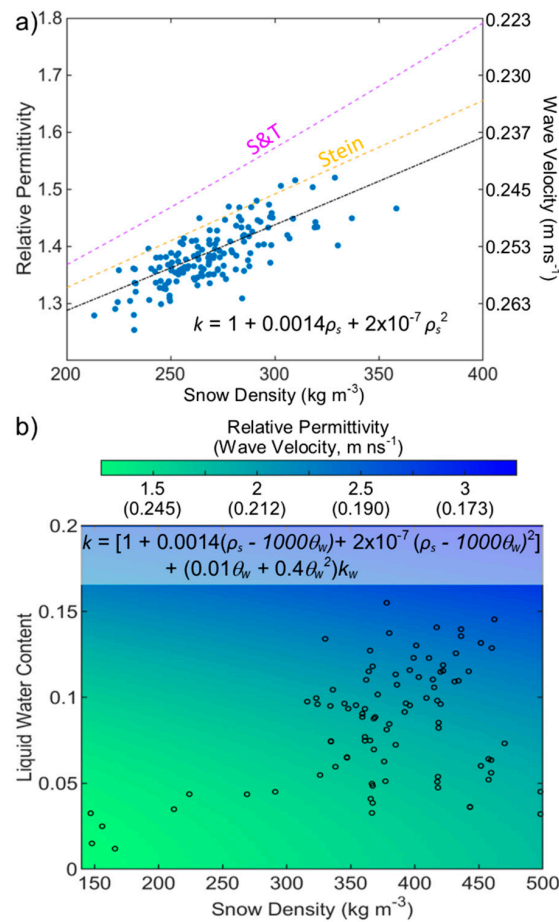 a)
1.8
1.7
1.6
1.5
1.4
1.3
Relative Permittivity
S&T
Stein
0.223
0.230
0.237
0.245
0.253
0.263
Wave Velocity (m ns⁻¹)
k = 1 + 0.0014ρₛ + 2x10⁻⁷ ρₛ²
200 250 300 350 400
Snow Density (kg m⁻³)
b)
Relative Permittivity
(Wave Velocity, m ns⁻¹)
1.5 2 2.5 3
(0.245) (0.212) (0.190) (0.173)
k = [1 + 0.0014(ρₛ - 1000θw)+ 2x10⁻⁷ (ρₛ - 1000θw)²]
+ (0.01θw + 0.4θw²)kw
0.2
0.15
0.1
0.05
0
Liquid Water Content
150 200 250 300 350 400 450 500
Snow Density (kg m⁻³)